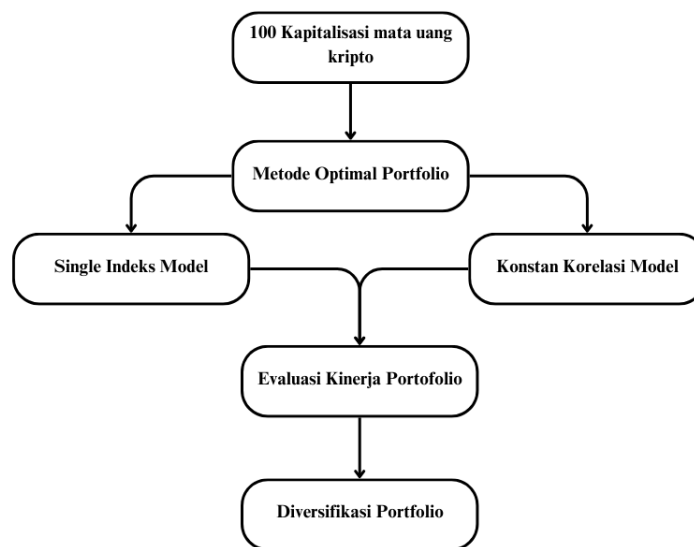 100 Kapitalisasi mata uang
kripto
Metode Optimal Portfolio
Single Indeks Model
Konstan Korelasi Model
Evaluasi Kinerja Portofolio
Diversifikasi Portfolio